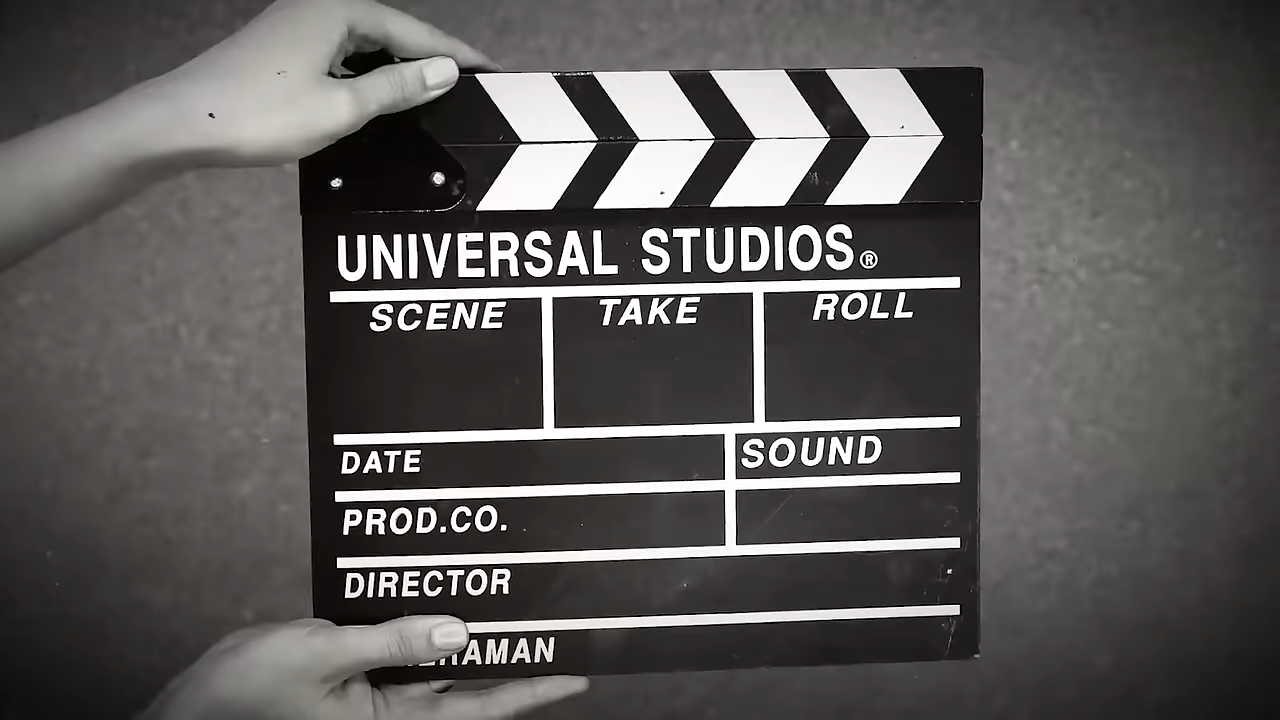 UNIVERSAL STUDIOS®
SCENE TAKE ROLL
DATE SOUND
PROD.CO.
DIRECTOR